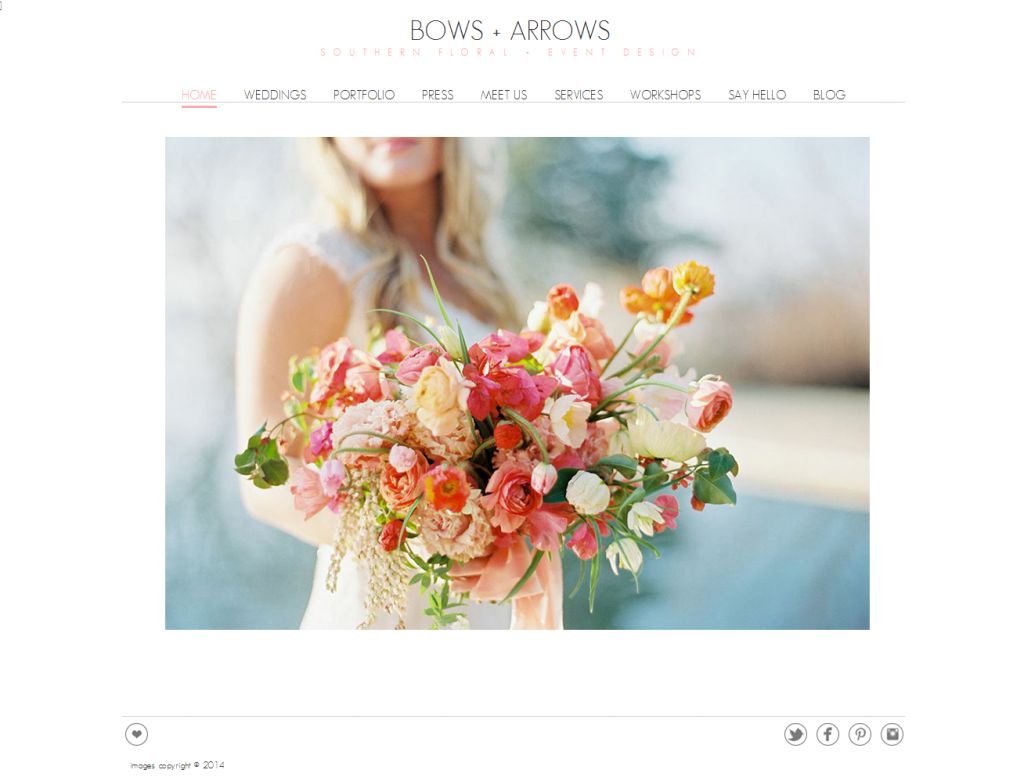 BOWS + ARROWS
SOUTHERN FLORAL + EVENT DESIGN
HOME WEDDINGS PORTFOLIO PRESS MEET US SERVICES WORKSHOPS SAY HELLO BLOG
images copyright © 2014